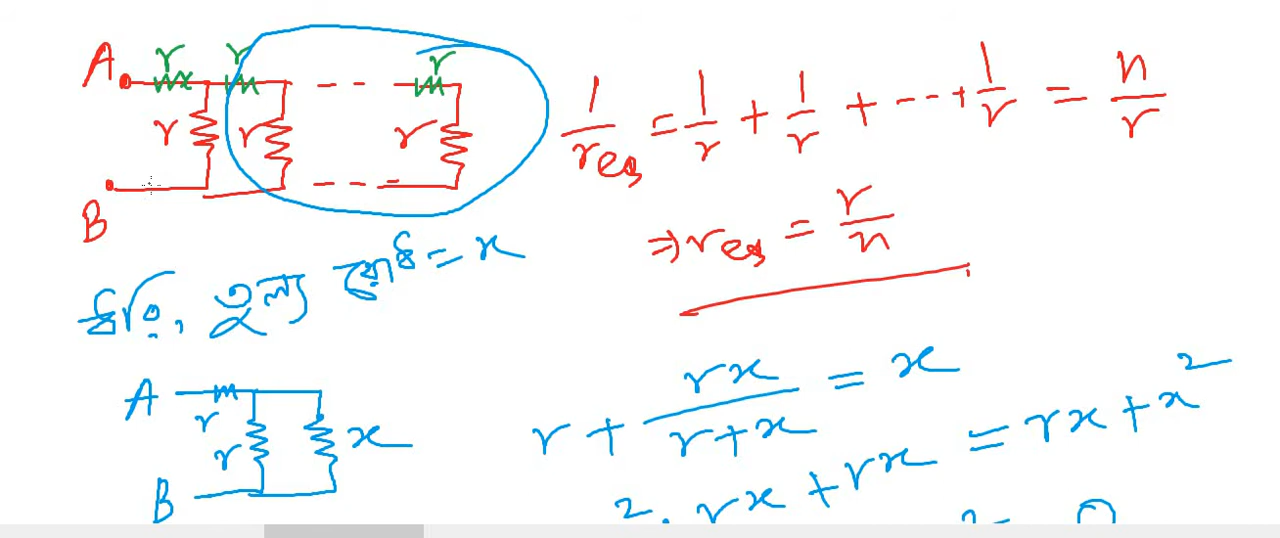 A r r r
r r r
B
1/r_eq = 1/r + 1/r + --- + 1/r = n/r
⇒ r_eq = r/n
ধরি, তুল্য রোধ = x
A
r
r x
B
r + rx/(r+x) = x
rx + rx = rx + x²